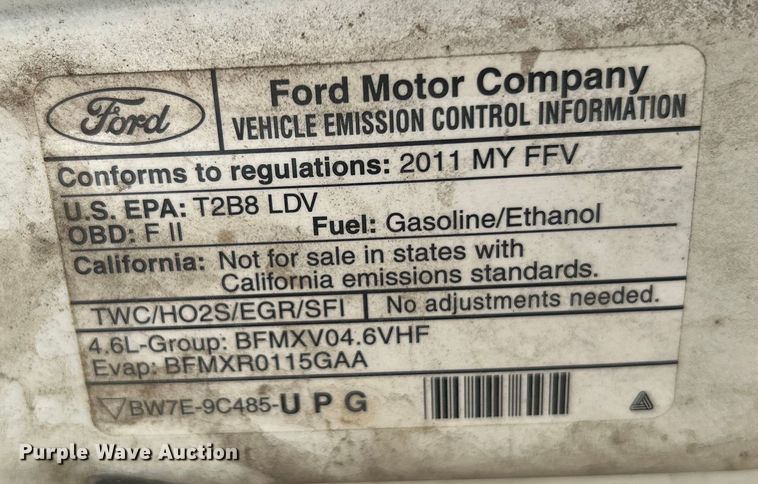 Ford
Ford Motor Company
VEHICLE EMISSION CONTROL INFORMATION
Conforms to regulations: 2011 MY FFV
U.S. EPA: T2B8 LDV
OBD: F II
Fuel: Gasoline/Ethanol
California: Not for sale in states with
California emissions standards.
TWC/HO2S/EGR/SFI
No adjustments needed.
4.6L-Group: BFMXV04.6VHF
Evap: BFMXR0115GAA
BW7E-9C485-U P G
Purple Wave Auction